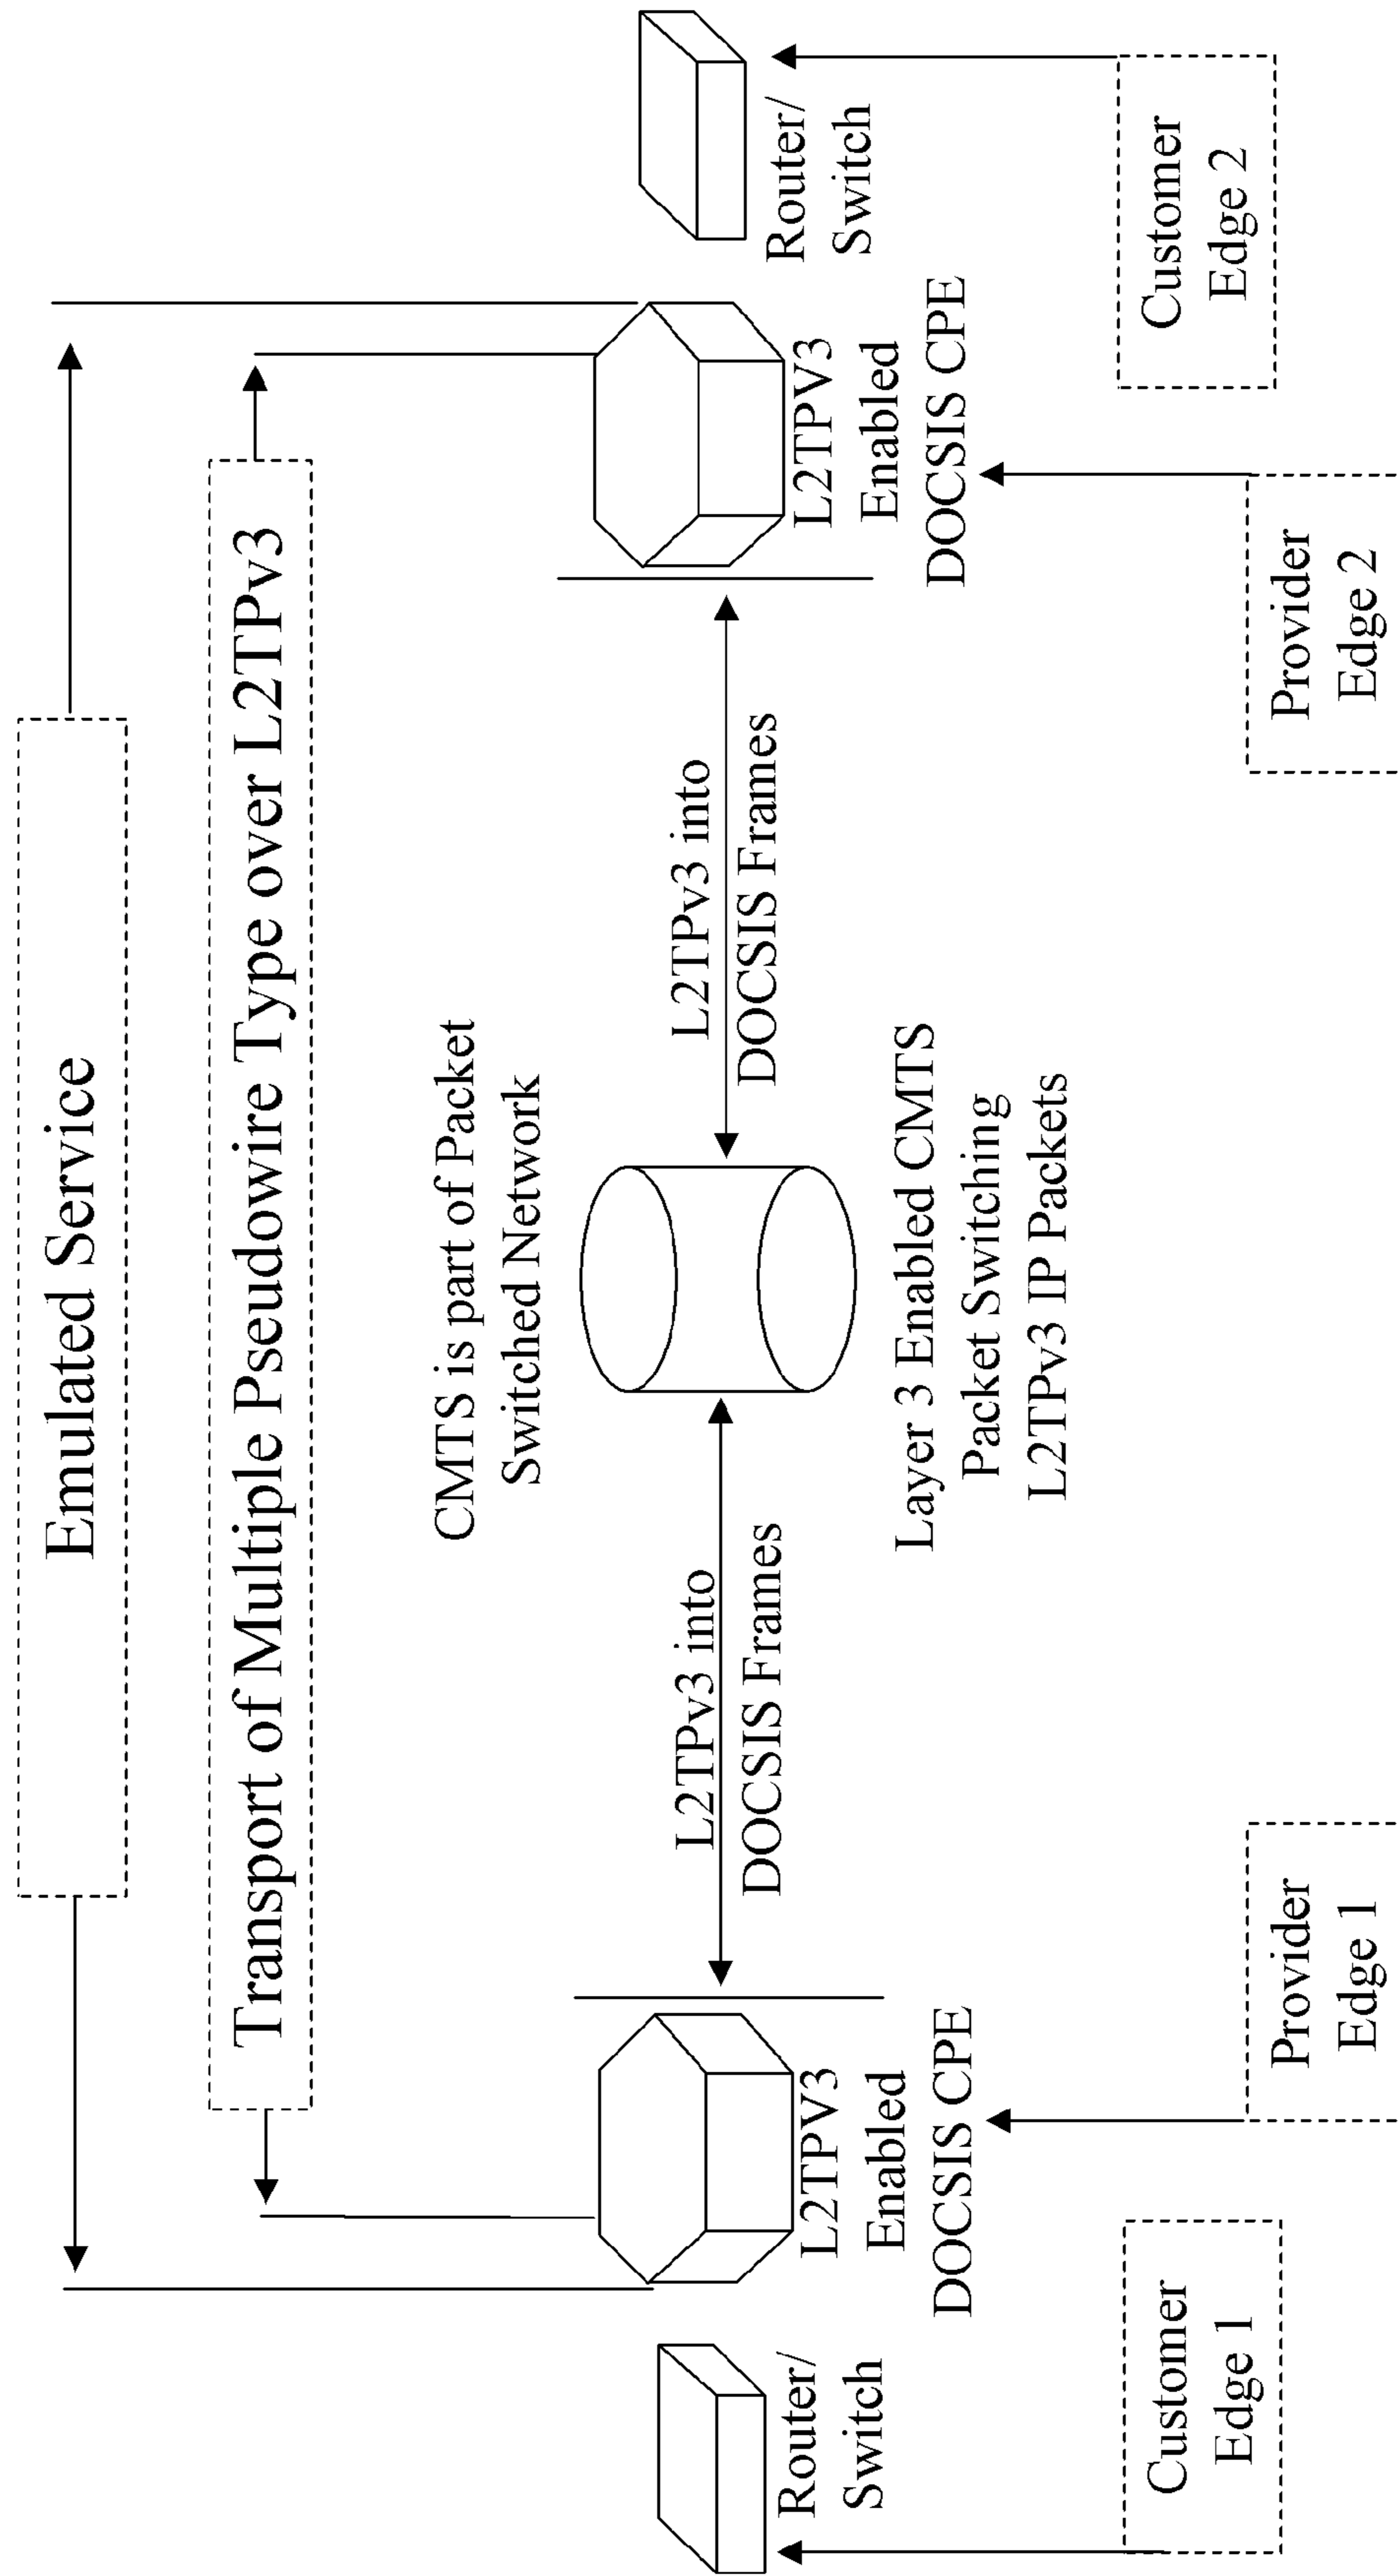 Emulated Service
Transport of Multiple Pseudowire Type over L2TPv3
CMTS is part of Packet
Switched Network
L2TPv3 into
DOCSIS Frames
L2TPv3 into
DOCSIS Frames
Router/
Switch
L2TPV3
Enabled
DOCSIS CPE
Layer 3 Enabled CMTS
Packet Switching
L2TPv3 IP Packets
L2TPV3
Enabled
DOCSIS CPE
Router/
Switch
Customer
Edge 1
Provider
Edge 1
Provider
Edge 2
Customer
Edge 2